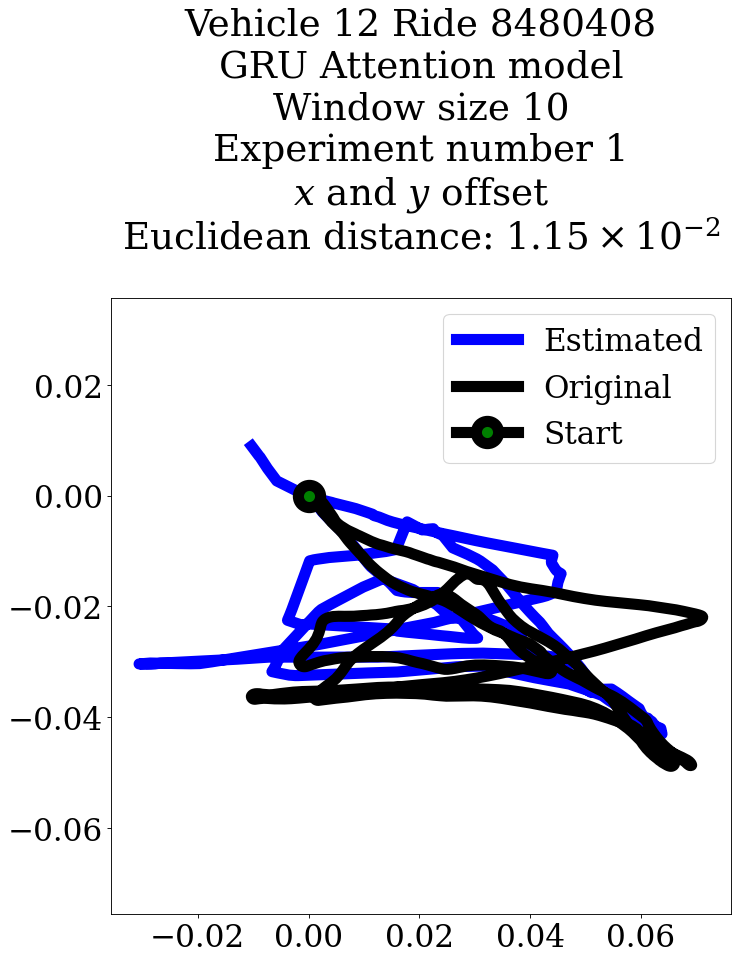 Vehicle 12 Ride 8480408
GRU Attention model
Window size 10
Experiment number 1
x and y offset
Euclidean distance: 1.15 × 10⁻²
Estimated
Original
Start
0.02
0.00
−0.02
−0.04
−0.06
−0.02 0.00 0.02 0.04 0.06